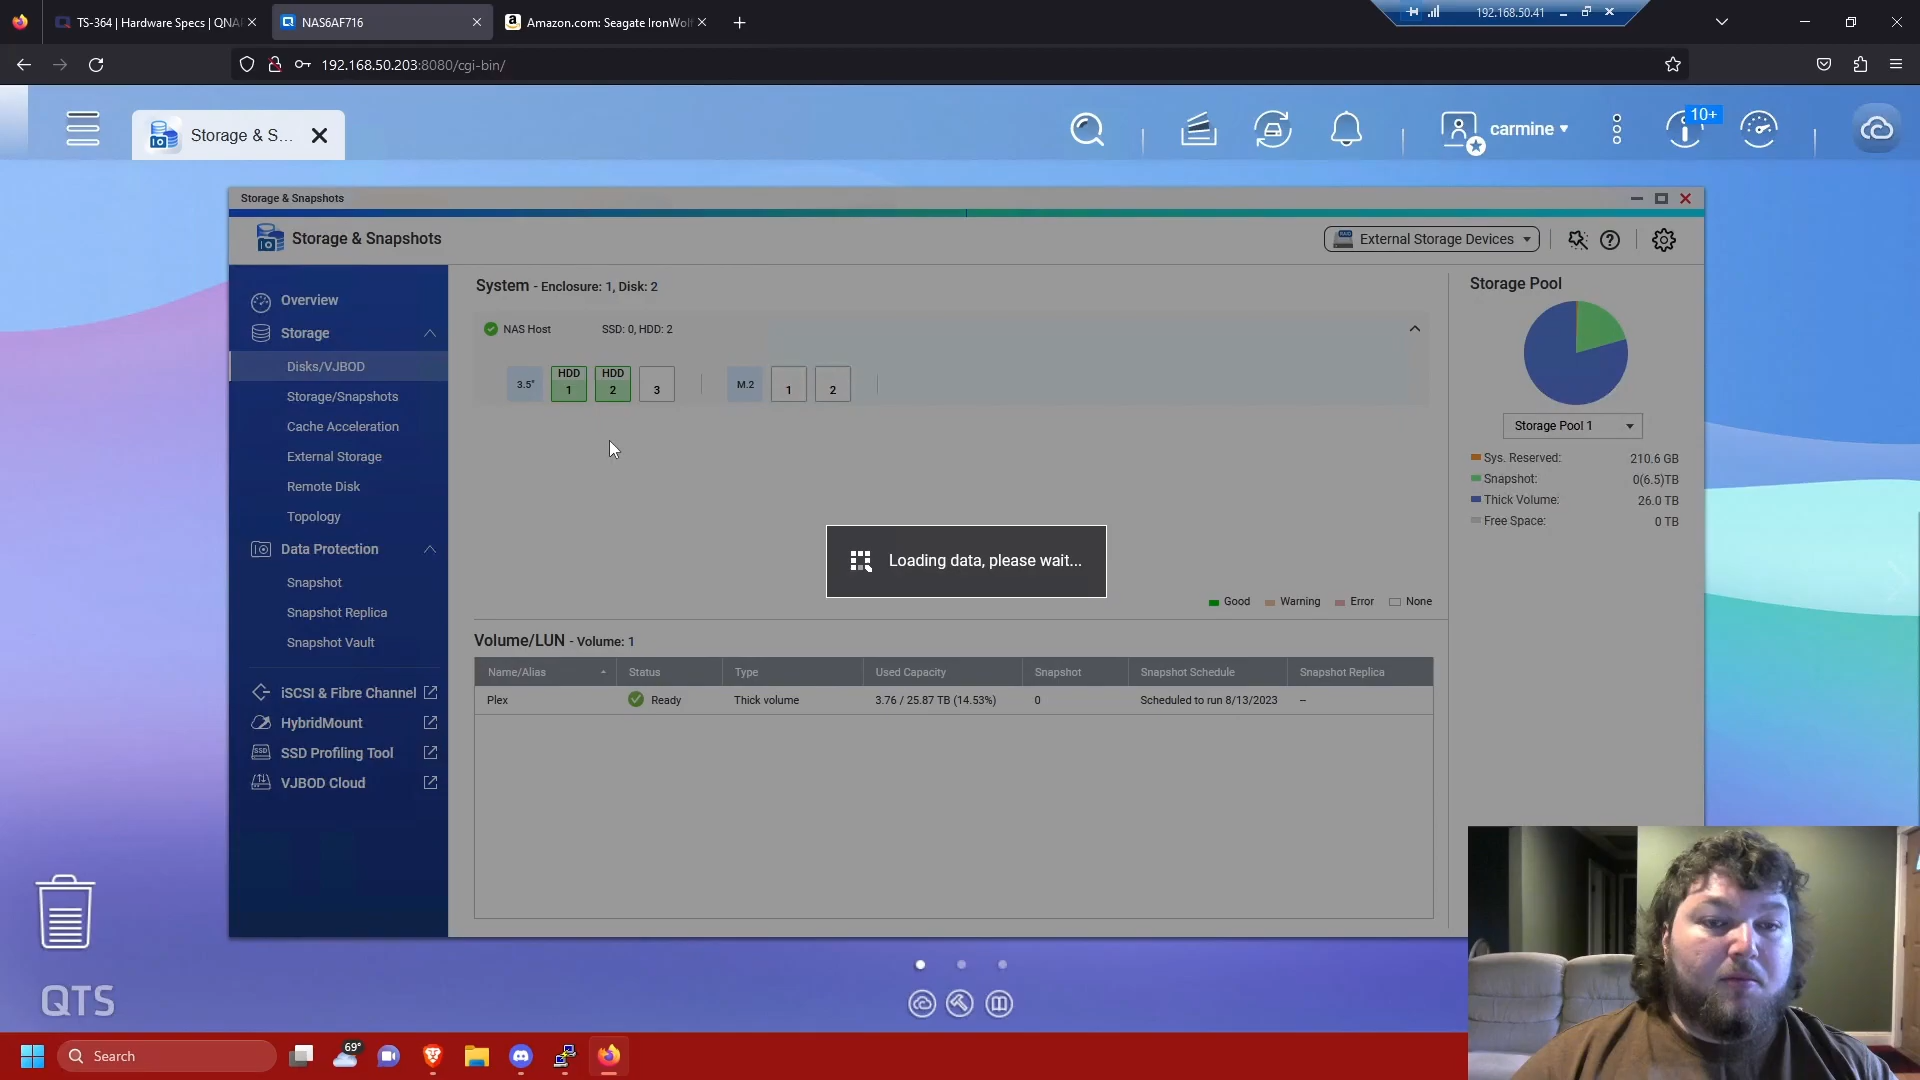 TS-364 | Hardware Specs | QNA
NAS6AF716
Amazon.com: Seagate IronWolf
192.168.50.41
192.168.50.203:8080/cgi-bin/
Storage & S...
carmine
10+
Storage & Snapshots
Storage & Snapshots
External Storage Devices
Overview
Storage
Disks/VJBOD
Storage/Snapshots
Cache Acceleration
External Storage
Remote Disk
Topology
Data Protection
Snapshot
Snapshot Replica
Snapshot Vault
iSCSI & Fibre Channel
HybridMount
SSD Profiling Tool
VJBOD Cloud
System - Enclosure: 1, Disk: 2
NAS Host SSD: 0, HDD: 2
3.5" HDD 1 HDD 2 3 M.2 1 2
Loading data, please wait...
Good Warning Error None
Volume/LUN - Volume: 1
Name/Alias Status Type Used Capacity Snapshot Snapshot Schedule Snapshot Replica
Plex Ready Thick volume 3.76 / 25.87 TB (14.53%) 0 Scheduled to run 8/13/2023 --
Storage Pool
Storage Pool 1
Sys. Reserved: 210.6 GB
Snapshot: 0(6.5)TB
Thick Volume: 26.0 TB
Free Space: 0 TB
QTS
Search
69°